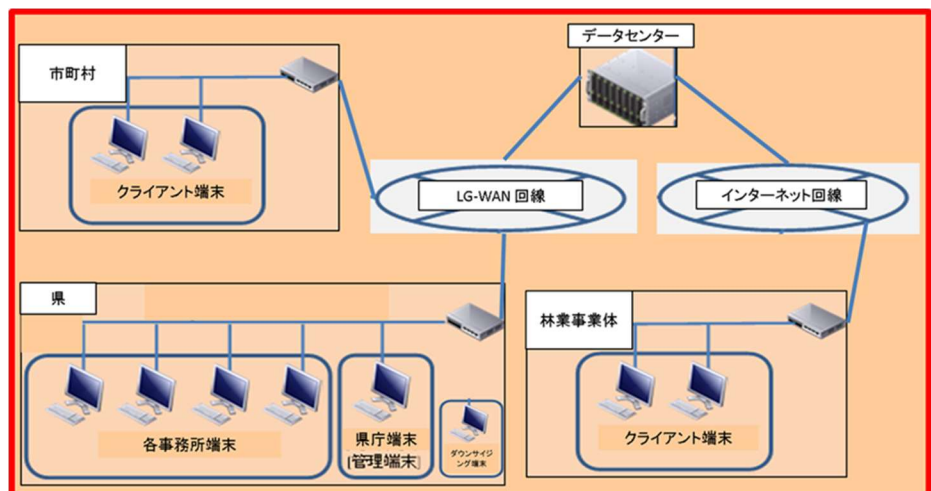 データセンター
市町村
クライアント端末
LG-WAN 回線
インターネット回線
県
各事務所端末
県庁端末
[管理端末]
ダウンサイジ
ング端末
林業事業体
クライアント端末